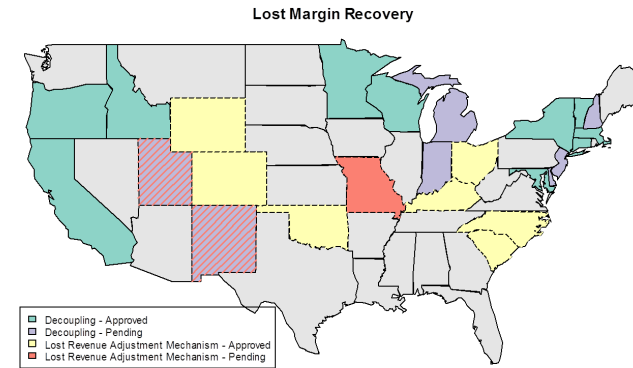 Lost Margin Recovery
Decoupling - Approved
Decoupling - Pending
Lost Revenue Adjustment Mechanism - Approved
Lost Revenue Adjustment Mechanism - Pending